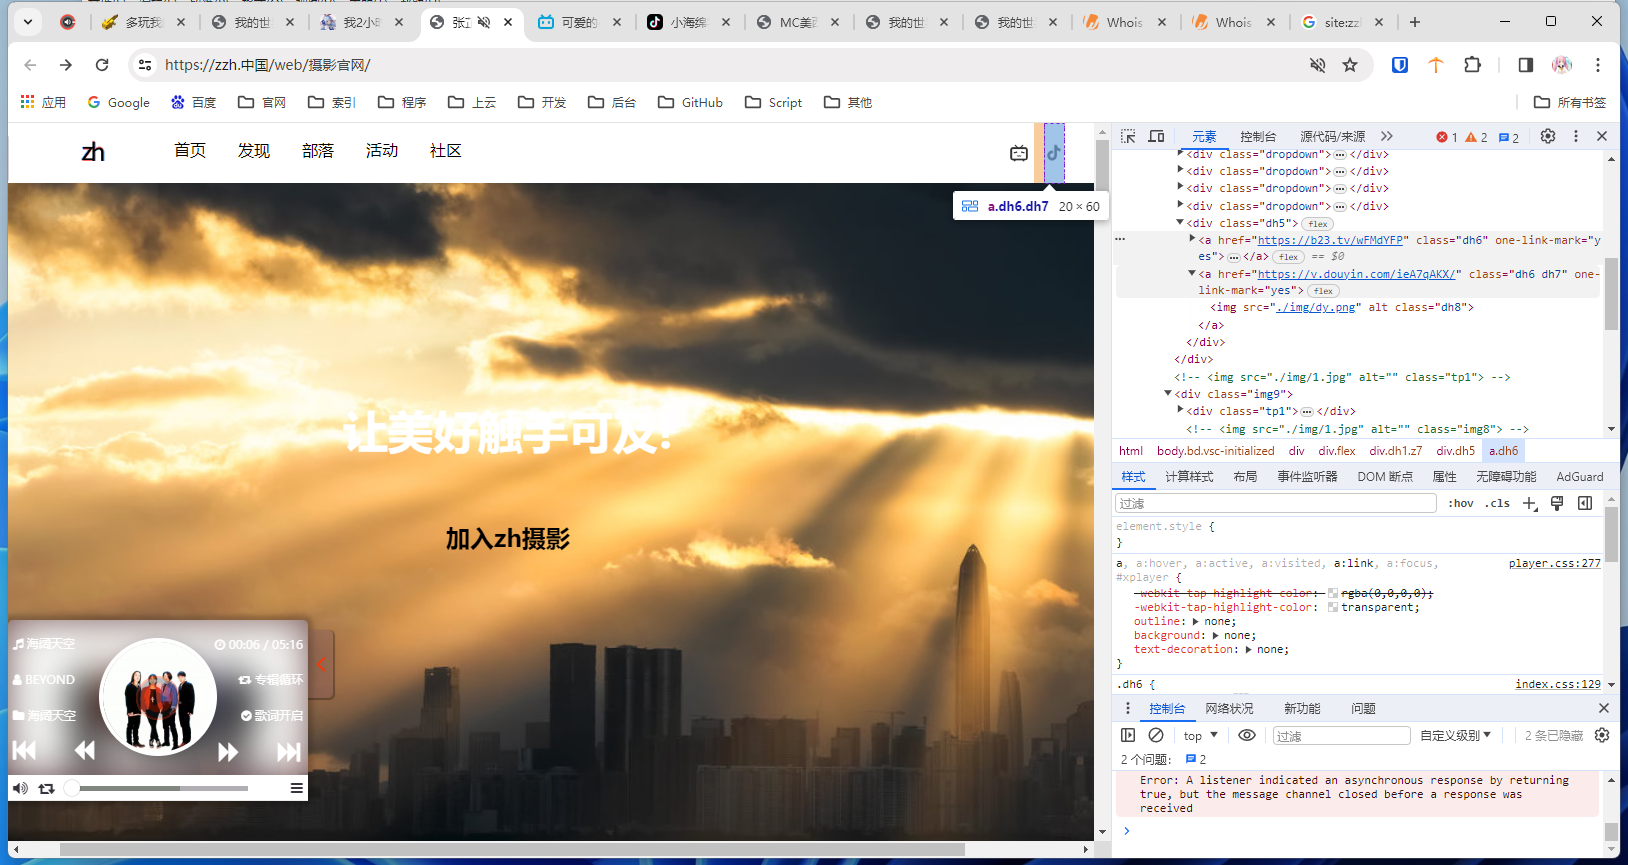 多玩我
我的世
我2小时
张立
可爱的
小海绵
MC美
我的世
我的世
Whois
Whois
site:zzh
https://zzh.中国/web/摄影官网/
应用
Google
百度
官网
索引
程序
上云
开发
后台
GitHub
Script
其他
所有书签
zh
首页
发现
部落
活动
社区
a.dh6.dh7 20 × 60
让美好触手可及!
加入zh摄影
海阔天空
00:06 / 05:16
BEYOND
专辑循环
海阔天空
歌词开启
元素
控制台
源代码/来源
1
2
2
<div class="dropdown"> ⋯ </div>
<div class="dropdown"> ⋯ </div>
<div class="dropdown"> ⋯ </div>
<div class="dropdown"> ⋯ </div>
<div class="dh5"> flex
<a href="https://b23.tv/wFMdYFP" class="dh6" one-link-mark="y
es"> ⋯ </a> flex == $0
<a href="https://v.douyin.com/ieA7qAKX/" class="dh6 dh7" one-
link-mark="yes"> flex
<img src="./img/dy.png" alt class="dh8">
</a>
</div>
</div>
<!-- <img src="./img/1.jpg" alt="" class="tp1"> -->
<div class="img9">
<div class="tp1"> ⋯ </div>
<!-- <img src="./img/1.jpg" alt="" class="img8"> -->
html body.bd.vsc-initialized div div.flex div.dh1.z7 div.dh5 a.dh6
样式 计算样式 布局 事件监听器 DOM 断点 属性 无障碍功能 AdGuard
过滤
:hov .cls
element.style {
}
a, a:hover, a:active, a:visited, a:link, a:focus, player.css:277
#xplayer {
-webkit-tap-highlight-color: rgba(0,0,0,0);
-webkit-tap-highlight-color: transparent;
outline: none;
background: none;
text-decoration: none;
}
.dh6 { index.css:129
控制台 网络状况 新功能 问题
top
过滤
自定义级别
2 条已隐藏
2 个问题: 2
Error: A listener indicated an asynchronous response by returning
true, but the message channel closed before a response was
received